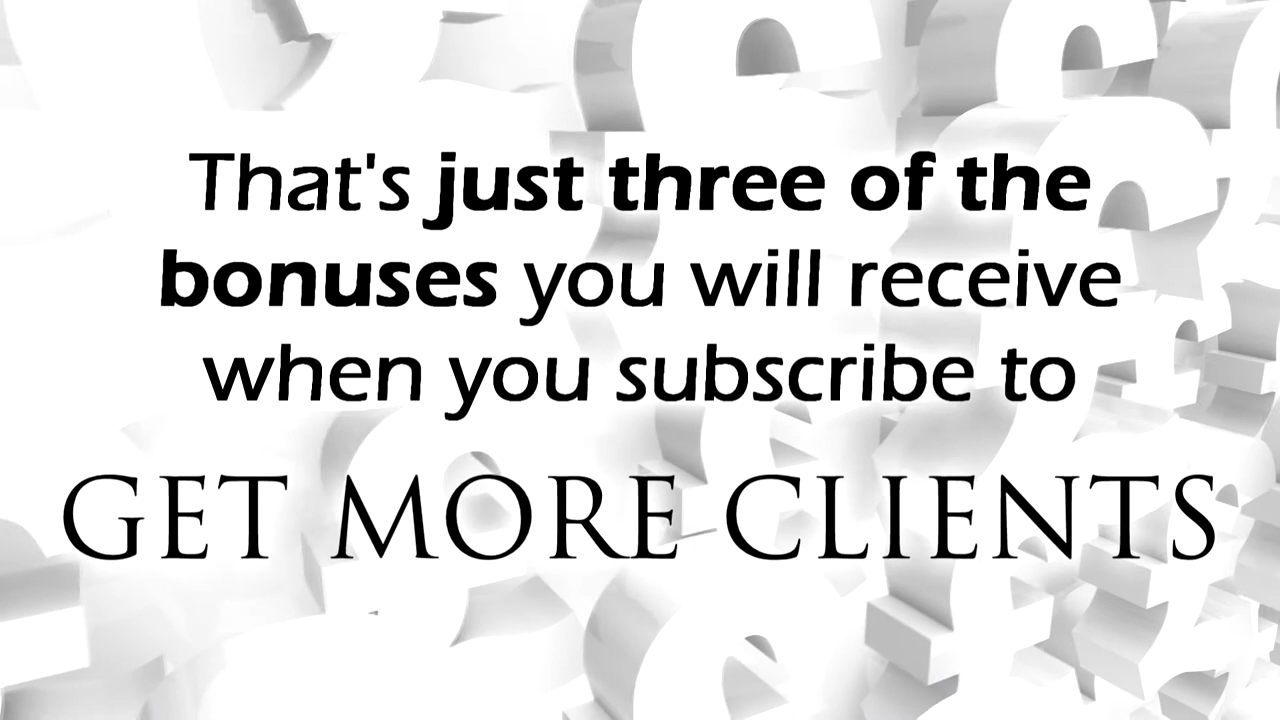 That's just three of the
bonuses you will receive
when you subscribe to
GET MORE CLIENTS